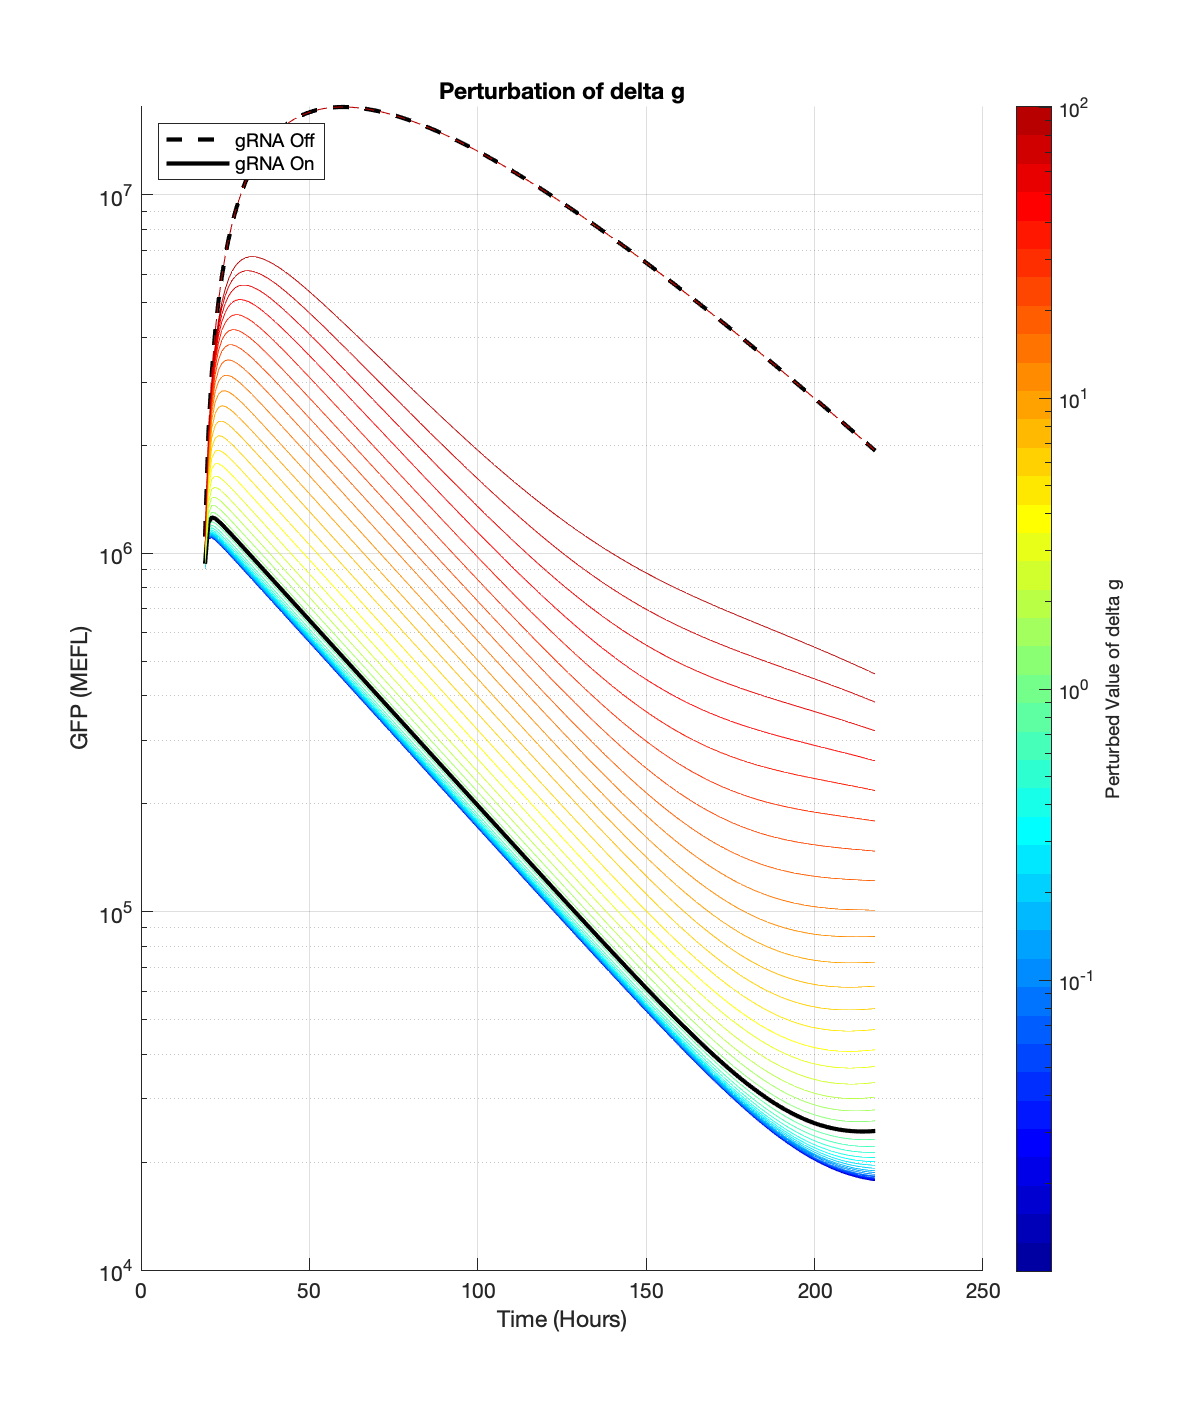 Perturbation of delta g
gRNA Off
gRNA On
10^7
10^6
10^5
10^4
GFP (MEFL)
0 50 100 150 200 250
Time (Hours)
10^2
10^1
10^0
10^-1
Perturbed Value of delta g